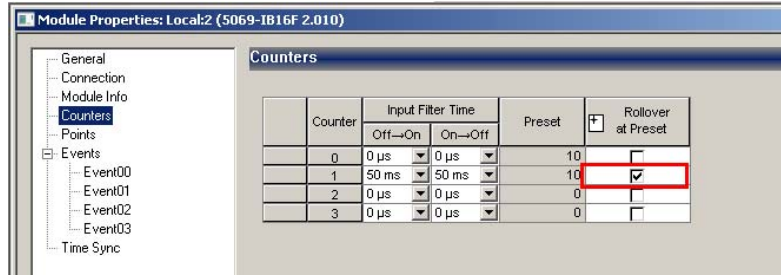 Module Properties: Local:2 (5069-IB16F 2.010)
General
Connection
Module Info
Counters
Points
Events
Event00
Event01
Event02
Event03
Time Sync
Counters
Counter Input Filter Time Preset Rollover at Preset
Off→On On→Off
0 0 µs 0 µs 10
1 50 ms 50 ms 10
2 0 µs 0 µs 0
3 0 µs 0 µs 0